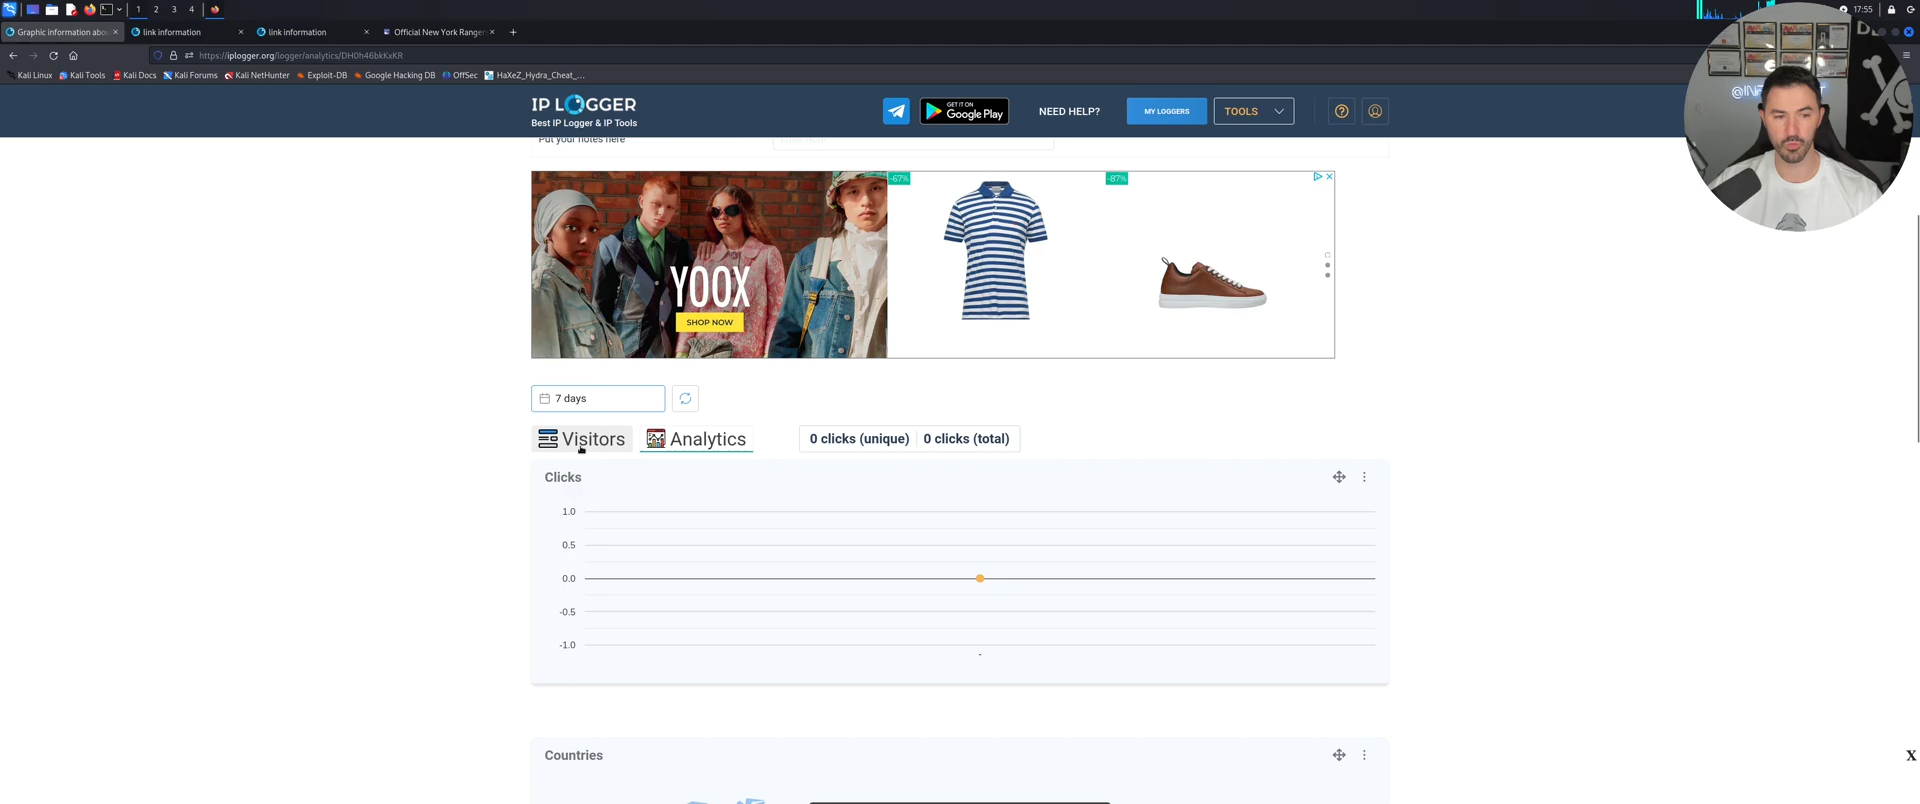 1 2 3 4
17:55
Graphic information abou
link information
link information
Official New York Ranger
https://iplogger.org/logger/analytics/DH0h46bkKxKR
Kali Linux Kali Tools Kali Docs Kali Forums Kali NetHunter Exploit-DB Google Hacking DB OffSec HaXeZ_Hydra_Cheat_...
IP LOGGER
Best IP Logger & IP Tools
GET IT ON
Google Play
NEED HELP?
MY LOGGERS
TOOLS
Put your notes here
-67%
-87%
YOOX
SHOP NOW
7 days
Visitors
Analytics
0 clicks (unique) 0 clicks (total)
Clicks
1.0
0.5
0.0
-0.5
-1.0
-
Countries
X